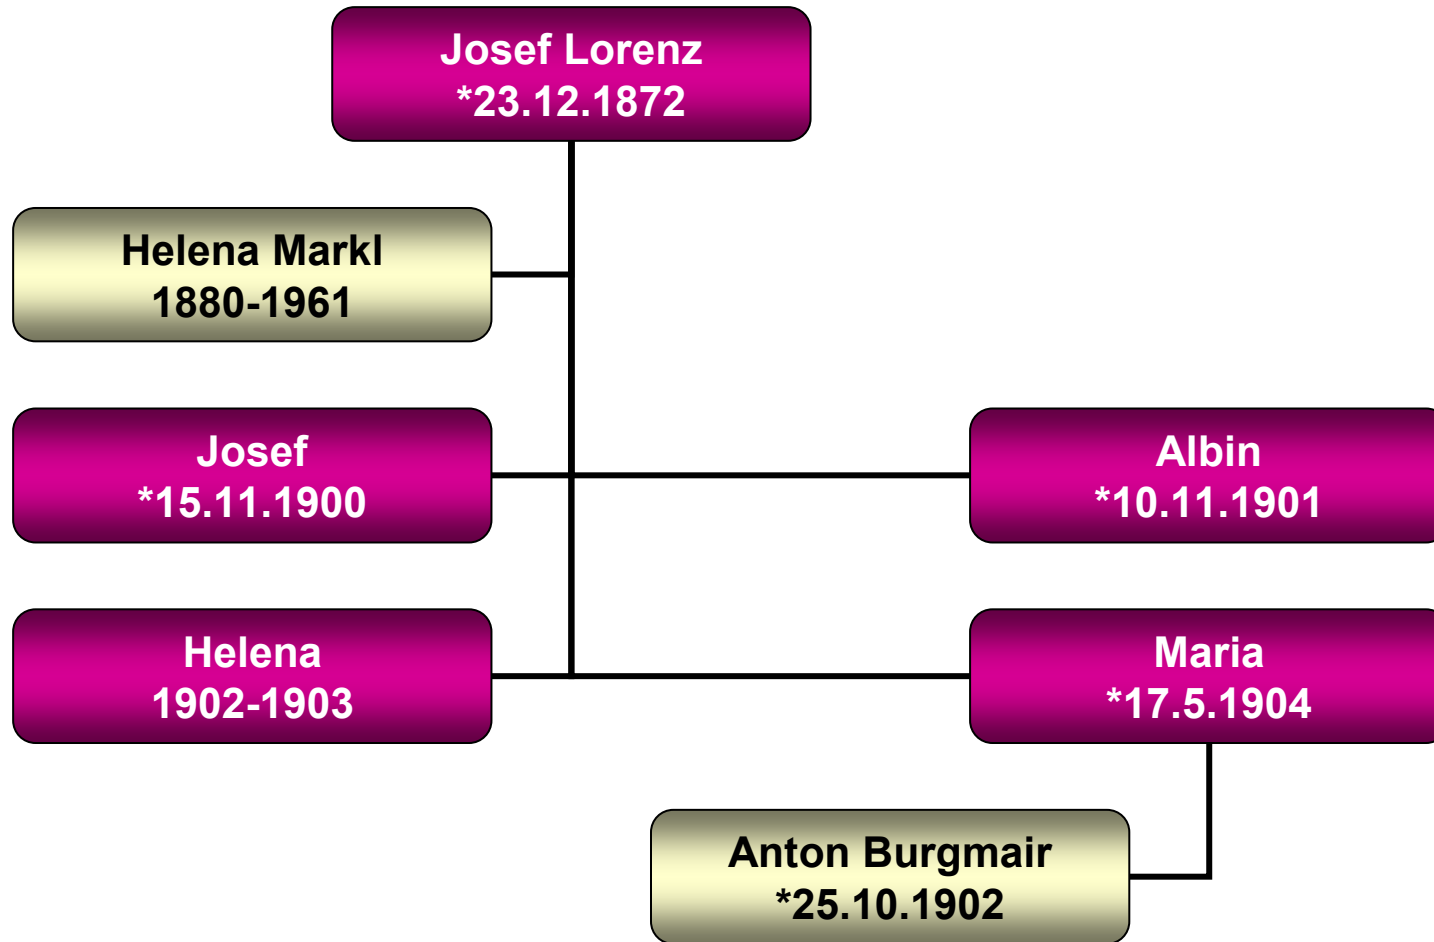 Josef Lorenz
*23.12.1872
Helena Markl
1880-1961
Josef
*15.11.1900
Albin
*10.11.1901
Helena
1902-1903
Maria
*17.5.1904
Anton Burgmair
*25.10.1902